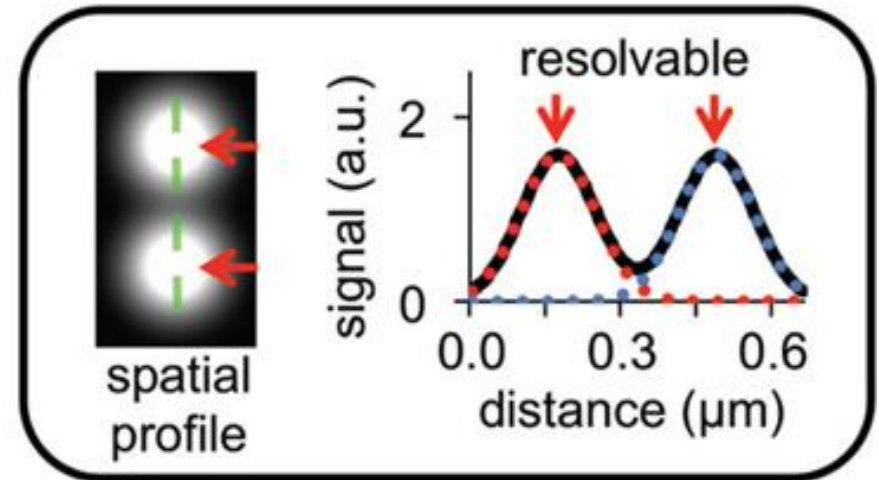 spatial
profile
resolvable
signal (a.u.)
2
0
0.0 0.3 0.6
distance (μm)